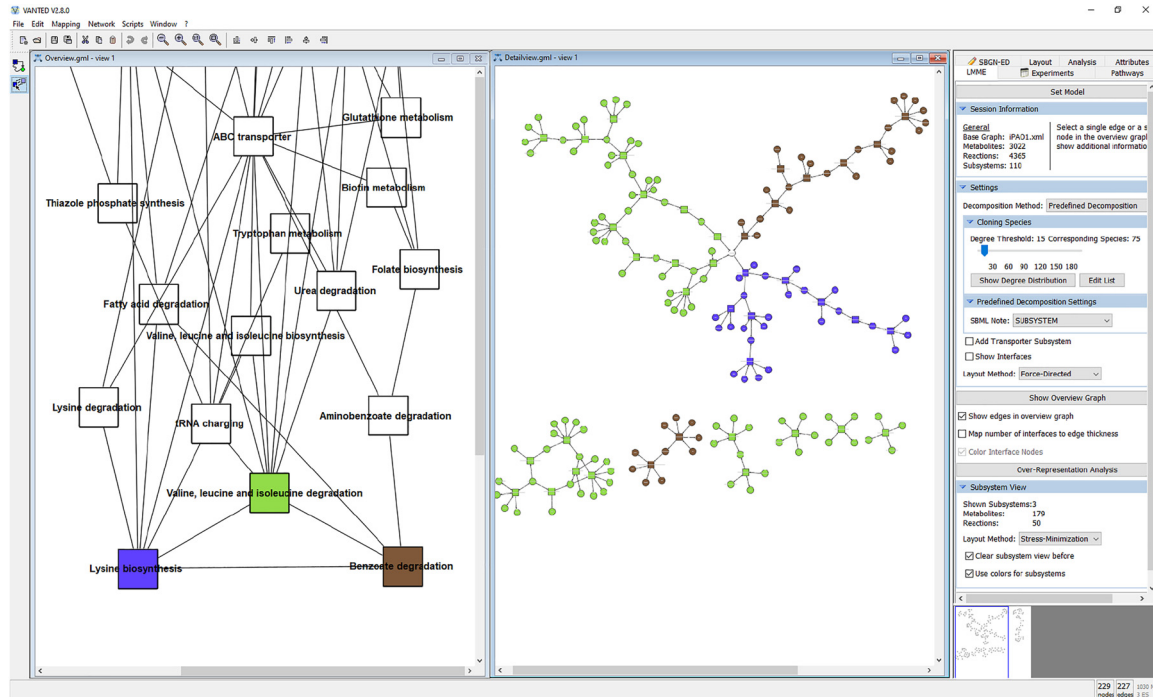 VANTED V2.8.0
File Edit Mapping Network Scripts Window ?
Overview.gml - view 1
ABC transporter
Glutathione metabolism
Biotin metabolism
Thiazole phosphate synthesis
Tryptophan metabolism
Folate biosynthesis
Urea degradation
Fatty acid degradation
Valine, leucine and isoleucine biosynthesis
Lysine degradation
tRNA charging
Aminobenzoate degradation
Valine, leucine and isoleucine degradation
Lysine biosynthesis
Benzoate degradation
Detailview.gml - view 1
SBGN-ED Layout Analysis Attributes
LMME Experiments Pathways
Set Model
Session Information
General
Base Graph: iPAO1.xml
Metabolites: 3022
Reactions: 4365
Subsystems: 110
Select a single edge or a s
node in the overview grap
show additional informatio
Settings
Decomposition Method: Predefined Decomposition
Cloning Species
Degree Threshold: 15 Corresponding Species: 75
30 60 90 120 150 180
Show Degree Distribution Edit List
Predefined Decomposition Settings
SBML Note: SUBSYSTEM
Add Transporter Subsystem
Show Interfaces
Layout Method: Force-Directed
Show Overview Graph
Show edges in overview graph
Map number of interfaces to edge thickness
Color Interface Nodes
Over-Representation Analysis
Subsystem View
Shown Subsystems:3
Metabolites: 179
Reactions: 50
Layout Method: Stress-Minimization
Clear subsystem view before
Use colors for subsystems
229 227
nodes edges 3 ES